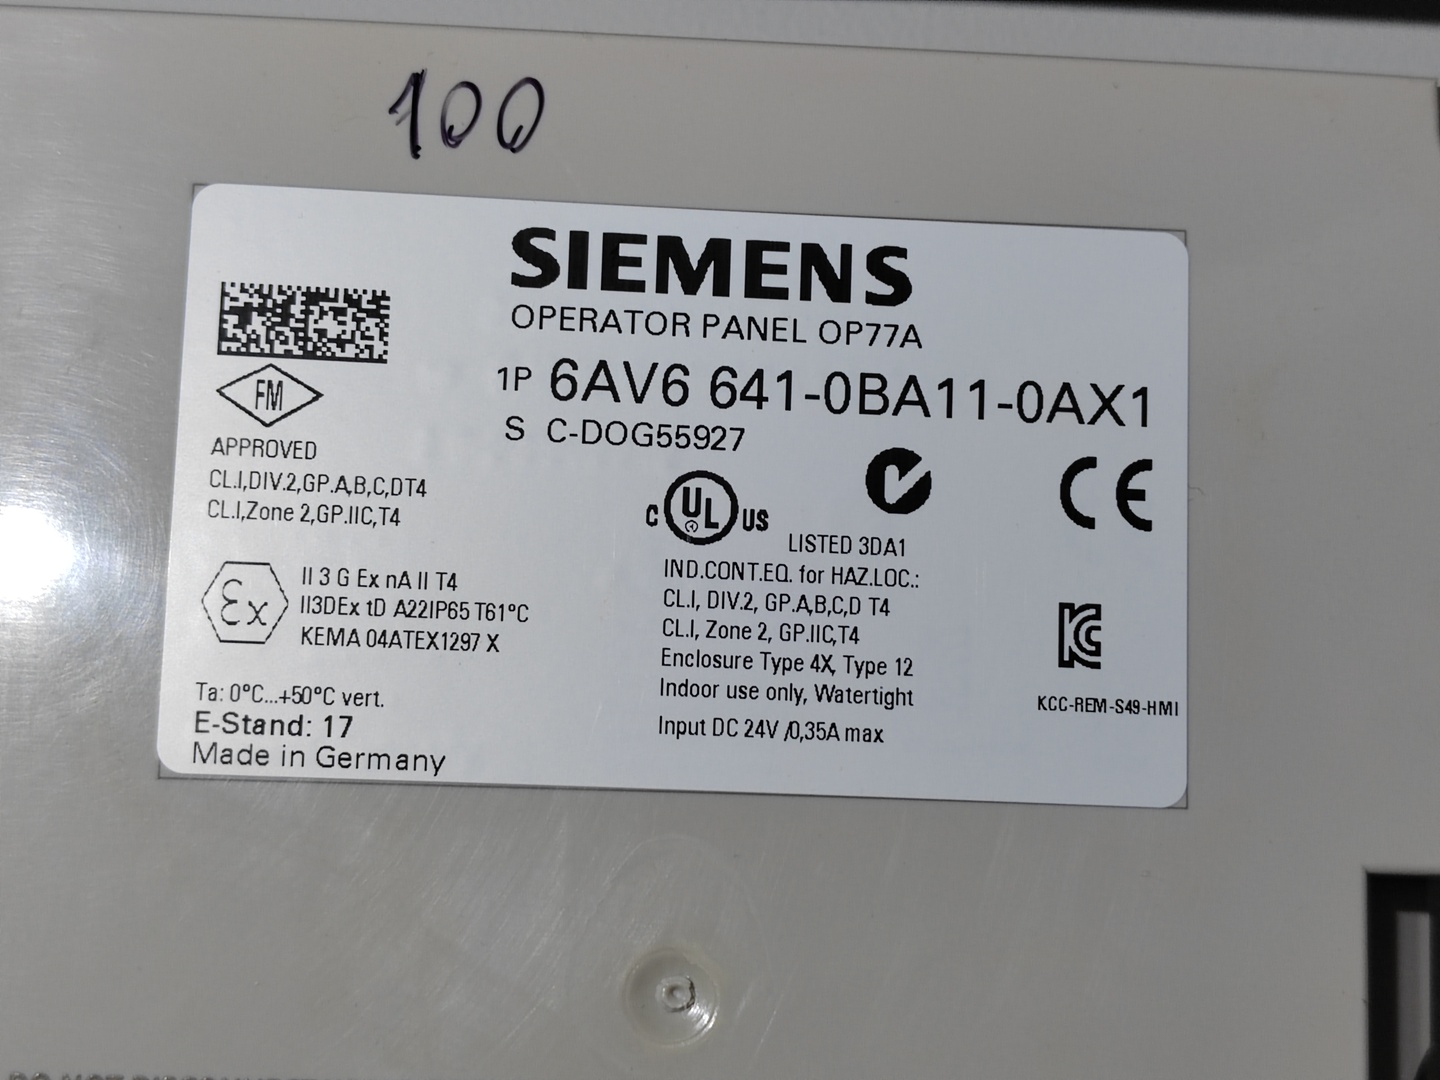 100
SIEMENS
OPERATOR PANEL OP77A
1P 6AV6 641-0BA11-0AX1
S C-DOG55927
FM
APPROVED
CL.I,DIV.2,GP.A,B,C,DT4
CL.I,Zone 2,GP.IIC,T4
C UL US
LISTED 3DA1
CE
Ex
II 3 G Ex nA II T4
II3DEx tD A22IP65 T61°C
KEMA 04ATEX1297 X
IND.CONT.EQ. for HAZ.LOC.:
CL.I, DIV.2, GP.A,B,C,D T4
CL.I, Zone 2, GP.IIC,T4
Enclosure Type 4X, Type 12
Indoor use only, Watertight
Input DC 24V /0,35A max
KCC-REM-S49-HMI
Ta: 0°C...+50°C vert.
E-Stand: 17
Made in Germany